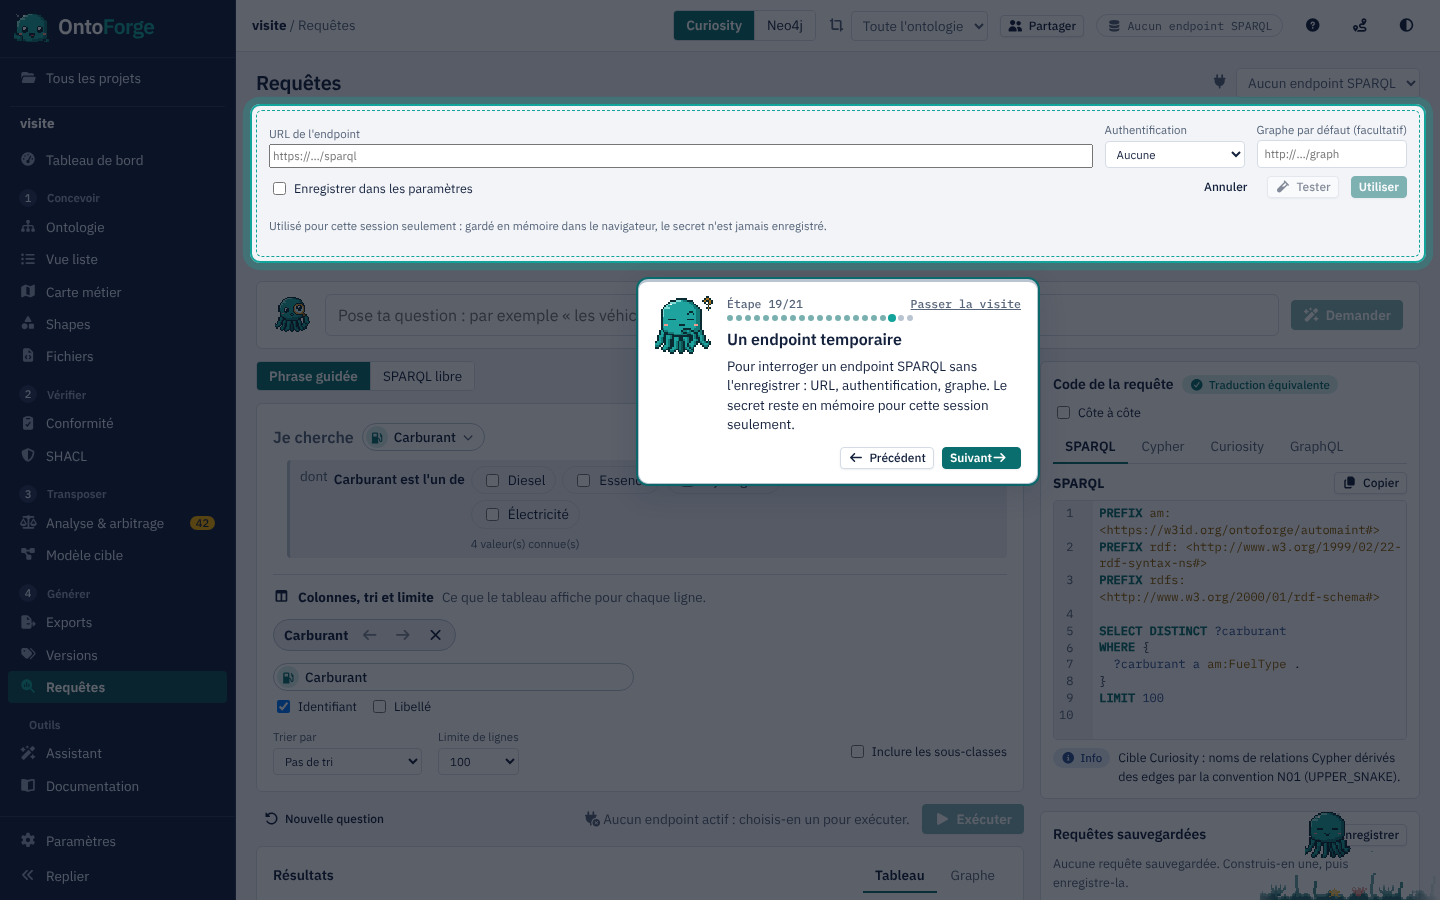 OntoForge
Tous les projets
visite
Tableau de bord
1 Concevoir
Ontologie
Vue liste
Carte métier
Shapes
Fichiers
2 Vérifier
Conformité
SHACL
3 Transposer
Analyse & arbitrage 42
Modèle cible
4 Générer
Exports
Versions
Requêtes
Outils
Assistant
Documentation
Paramètres
Replier
visite / Requêtes
Curiosity Neo4j
Toute l'ontologie
Partager
Aucun endpoint SPARQL
Requêtes
Aucun endpoint SPARQL
URL de l'endpoint
https://…/sparql
Authentification
Aucune
Graphe par défaut (facultatif)
http://…/graph
Enregistrer dans les paramètres
Annuler
Tester
Utiliser
Utilisé pour cette session seulement : gardé en mémoire dans le navigateur, le secret n'est jamais enregistré.
Pose ta question : par exemple « les véhic
Demander
Étape 19/21
Passer la visite
Un endpoint temporaire
Pour interroger un endpoint SPARQL sans
l'enregistrer : URL, authentification, graphe. Le
secret reste en mémoire pour cette session
seulement.
Précédent
Suivant
Phrase guidée SPARQL libre
Je cherche Carburant
dont Carburant est l'un de
Diesel
Essenc
Électricité
4 valeur(s) connue(s)
Colonnes, tri et limite Ce que le tableau affiche pour chaque ligne.
Carburant
Carburant
Identifiant Libellé
Trier par
Pas de tri
Limite de lignes
100
Inclure les sous-classes
Nouvelle question
Aucun endpoint actif : choisis-en un pour exécuter.
Exécuter
Résultats
Tableau Graphe
Code de la requête Traduction équivalente
Côte à côte
SPARQL Cypher Curiosity GraphQL
SPARQL
Copier
1 PREFIX am:
<https://w3id.org/ontoforge/automaint#>
2 PREFIX rdf: <http://www.w3.org/1999/02/22-
rdf-syntax-ns#>
3 PREFIX rdfs:
<http://www.w3.org/2000/01/rdf-schema#>
4
5 SELECT DISTINCT ?carburant
6 WHERE {
7 ?carburant a am:FuelType .
8 }
9 LIMIT 100
10
Info Cible Curiosity : noms de relations Cypher dérivés
des edges par la convention N01 (UPPER_SNAKE).
Requêtes sauvegardées
nregistrer
Aucune requête sauvegardée. Construis-en une, puis
enregistre-la.